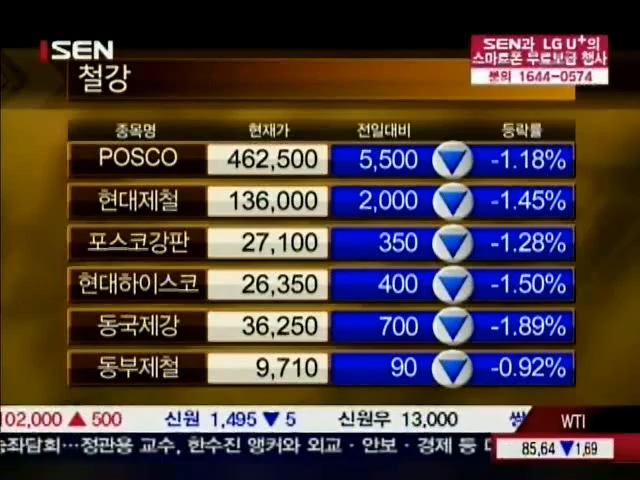 SEN
SEN과 LG U+의
스마트폰 무료보급 행사
문의 1644-0574
철강
종목명 현재가 전일대비 등락률
POSCO 462,500 5,500 ▼ -1.18%
현대제철 136,000 2,000 ▼ -1.45%
포스코강판 27,100 350 ▼ -1.28%
현대하이스코 26,350 400 ▼ -1.50%
동국제강 36,250 700 ▼ -1.89%
동부제철 9,710 90 ▼ -0.92%
102,000 ▲ 500 신원 1,495 ▼ 5 신원우 13,000
WTI
85,64 ▼1,69
정관용 교수, 한수진 앵커와 외교·안보·경제 등